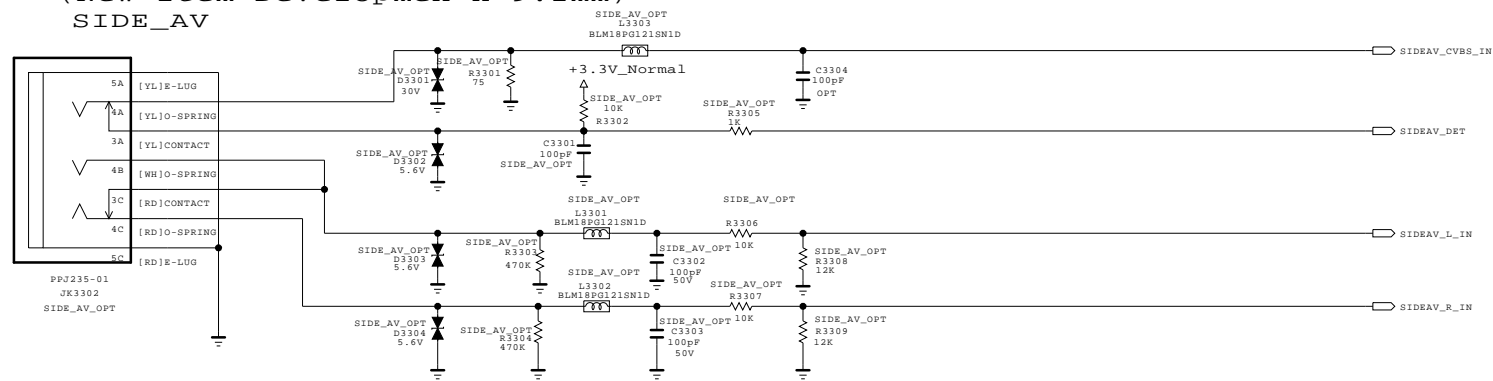 SIDE_AV
SIDE_AV_OPT
L3303
BLM18PG121SN1D
SIDEAV_CVBS_IN
SIDE_AV_OPT
D3301
30V
SIDE_AV_OPT
R3301
75
+3.3V_Normal
C3304
100pF
OPT
5A
[YL]E-LUG
SIDE_AV_OPT
10K
R3302
SIDE_AV_OPT
R3305
1K
4A
[YL]O-SPRING
SIDEAV_DET
3A
[YL]CONTACT
SIDE_AV_OPT
D3302
5.6V
C3301
100pF
SIDE_AV_OPT
4B
[WH]O-SPRING
3C
[RD]CONTACT
SIDE_AV_OPT
L3301
BLM18PG121SN1D
SIDE_AV_OPT
R3306
10K
4C
[RD]O-SPRING
SIDEAV_L_IN
SIDE_AV_OPT
D3303
5.6V
SIDE_AV_OPT
R3303
470K
SIDE_AV_OPT
C3302
100pF
50V
SIDE_AV_OPT
R3308
12K
5C
[RD]E-LUG
PPJ235-01
JK3302
SIDE_AV_OPT
SIDE_AV_OPT
L3302
BLM18PG121SN1D
SIDE_AV_OPT
R3307
10K
SIDEAV_R_IN
SIDE_AV_OPT
D3304
5.6V
SIDE_AV_OPT
R3304
470K
SIDE_AV_OPT
C3303
100pF
50V
SIDE_AV_OPT
R3309
12K